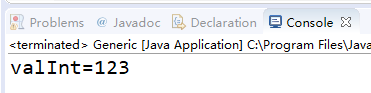 Problems @ Javadoc Declaration Console
<terminated> Generic [Java Application] C:\Program Files\Java
valInt=123